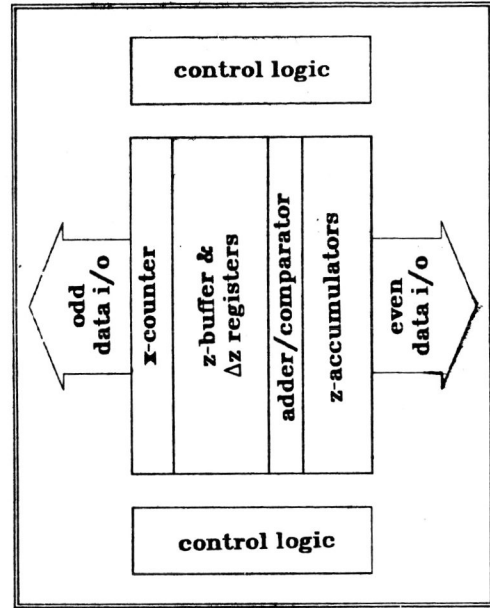 control logic
odd
data i/o
x-counter
z-buffer &
Δz registers
adder/comparator
z-accumulators
even
data i/o
control logic